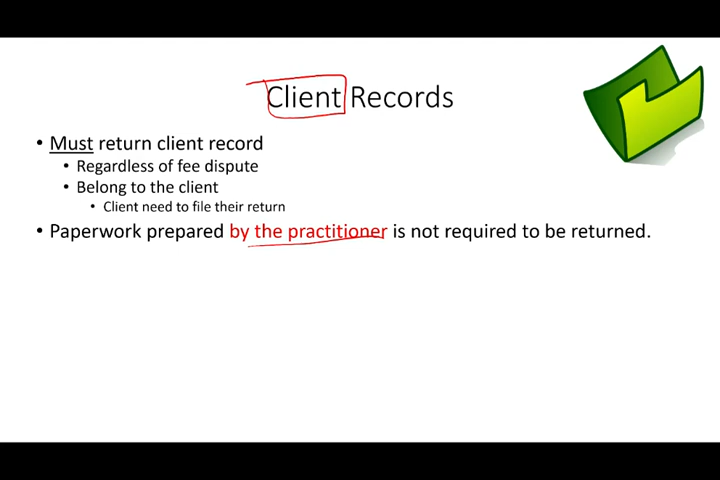 Client Records
• Must return client record
• Regardless of fee dispute
• Belong to the client
• Client need to file their return
• Paperwork prepared by the practitioner is not required to be returned.